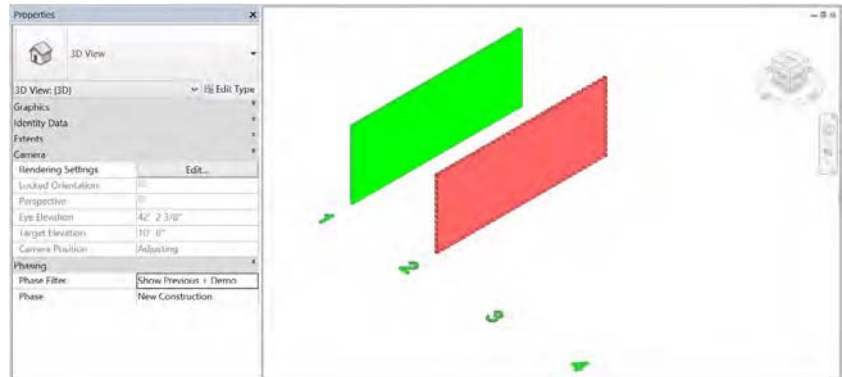 Properties
3D View
3D View: {3D}
Edit Type
Graphics
Identity Data
Extents
Camera
Rendering Settings
Edit...
Locked Orientation
Perspective
Eye Elevation
42' 2 3/8"
Target Elevation
10' 0"
Camera Position
Adjusting
Phasing
Phase Filter
Show Previous + Demo
Phase
New Construction
1
2
3
4